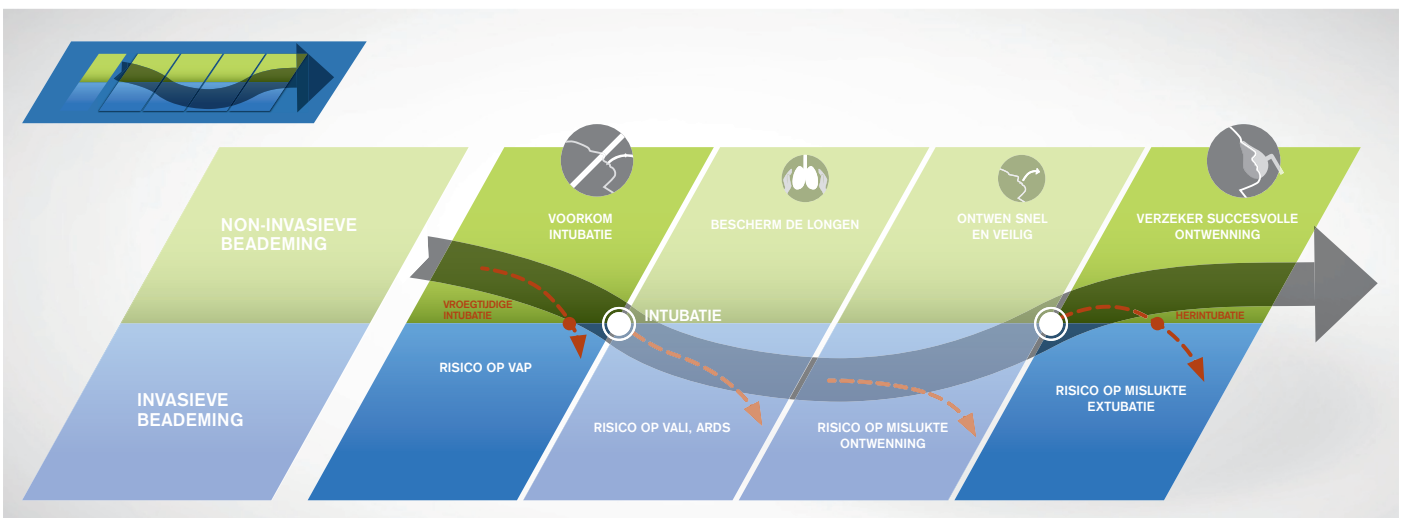 NON-INVASIEVE
BEADEMING
VOORKOM
INTUBATIE
BESCHERM DE LONGEN
ONTWEN SNEL
EN VEILIG
VERZEKER SUCCESVOLLE
ONTWENNING
VROEGTIJDIGE
INTUBATIE
INTUBATIE
HERINTUBATIE
INVASIEVE
BEADEMING
RISICO OP VAP
RISICO OP VALI, ARDS
RISICO OP MISLUKTE
ONTWENNING
RISICO OP MISLUKTE
EXTUBATIE